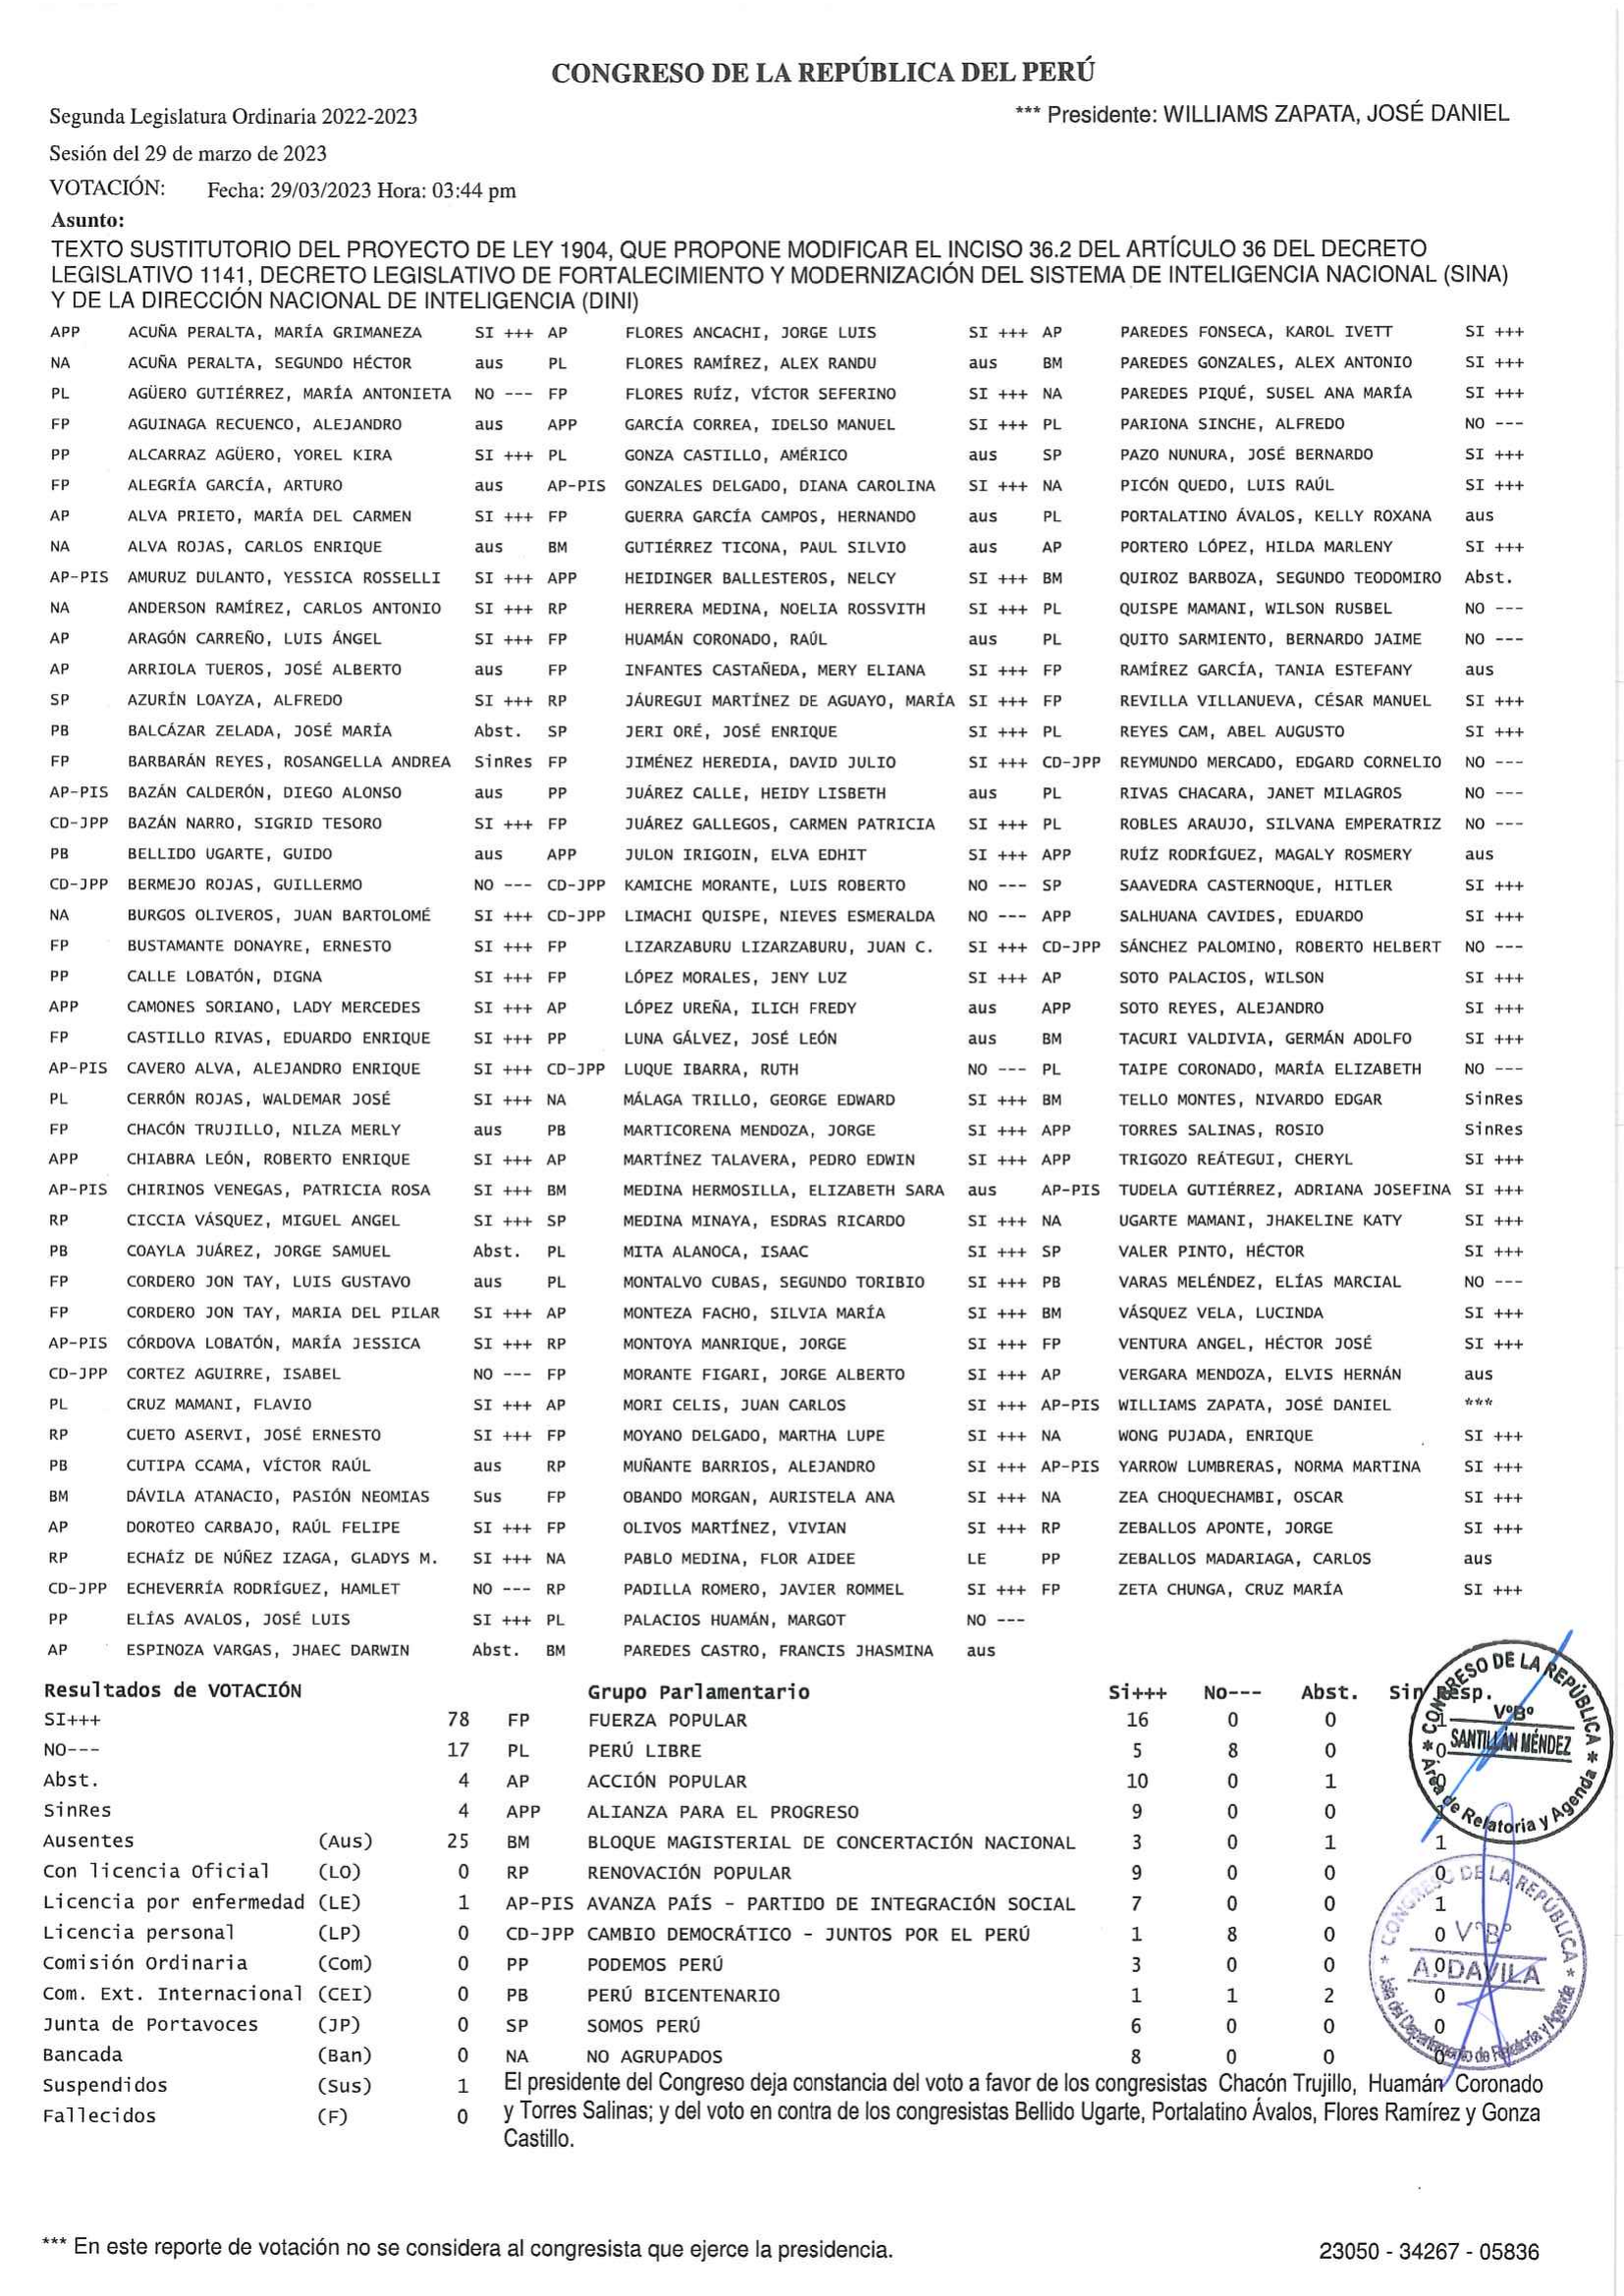 CONGRESO DE LA REPÚBLICA DEL PERÚ
Segunda Legislatura Ordinaria 2022-2023 *** Presidente: WILLIAMS ZAPATA, JOSÉ DANIEL
Sesión del 29 de marzo de 2023
VOTACIÓN: Fecha: 29/03/2023 Hora: 03:44 pm
Asunto:
TEXTO SUSTITUTORIO DEL PROYECTO DE LEY 1904, QUE PROPONE MODIFICAR EL INCISO 36.2 DEL ARTÍCULO 36 DEL DECRETO
LEGISLATIVO 1141, DECRETO LEGISLATIVO DE FORTALECIMIENTO Y MODERNIZACIÓN DEL SISTEMA DE INTELIGENCIA NACIONAL (SINA)
Y DE LA DIRECCIÓN NACIONAL DE INTELIGENCIA (DINI)
APP ACUÑA PERALTA, MARÍA GRIMANEZA SI +++ AP FLORES ANCACHI, JORGE LUIS SI +++ AP PAREDES FONSECA, KAROL IVETT SI +++
NA ACUÑA PERALTA, SEGUNDO HÉCTOR aus PL FLORES RAMÍREZ, ALEX RANDU aus BM PAREDES GONZALES, ALEX ANTONIO SI +++
PL AGÜERO GUTIÉRREZ, MARÍA ANTONIETA NO --- FP FLORES RUÍZ, VÍCTOR SEFERINO SI +++ NA PAREDES PIQUÉ, SUSEL ANA MARÍA SI +++
FP AGUINAGA RECUENCO, ALEJANDRO aus APP GARCÍA CORREA, IDELSO MANUEL SI +++ PL PARIONA SINCHE, ALFREDO NO ---
PP ALCARRAZ AGÜERO, YOREL KIRA SI +++ PL GONZA CASTILLO, AMÉRICO aus SP PAZO NUNURA, JOSÉ BERNARDO SI +++
FP ALEGRÍA GARCÍA, ARTURO aus AP-PIS GONZALES DELGADO, DIANA CAROLINA SI +++ NA PICÓN QUEDO, LUIS RAÚL SI +++
AP ALVA PRIETO, MARÍA DEL CARMEN SI +++ FP GUERRA GARCÍA CAMPOS, HERNANDO aus PL PORTALATINO ÁVALOS, KELLY ROXANA aus
NA ALVA ROJAS, CARLOS ENRIQUE aus BM GUTIÉRREZ TICONA, PAUL SILVIO aus AP PORTERO LÓPEZ, HILDA MARLENY SI +++
AP-PIS AMURUZ DULANTO, YESSICA ROSSELLI SI +++ APP HEIDINGER BALLESTEROS, NELCY SI +++ BM QUIROZ BARBOZA, SEGUNDO TEODOMIRO Abst.
NA ANDERSON RAMÍREZ, CARLOS ANTONIO SI +++ RP HERRERA MEDINA, NOELIA ROSSVITH SI +++ PL QUISPE MAMANI, WILSON RUSBEL NO ---
AP ARAGÓN CARREÑO, LUIS ÁNGEL SI +++ FP HUAMÁN CORONADO, RAÚL aus PL QUITO SARMIENTO, BERNARDO JAIME NO ---
AP ARRIOLA TUEROS, JOSÉ ALBERTO aus FP INFANTES CASTAÑEDA, MERY ELIANA SI +++ FP RAMÍREZ GARCÍA, TANIA ESTEFANY aus
SP AZURÍN LOAYZA, ALFREDO SI +++ RP JÁUREGUI MARTÍNEZ DE AGUAYO, MARÍA SI +++ FP REVILLA VILLANUEVA, CÉSAR MANUEL SI +++
PB BALCÁZAR ZELADA, JOSÉ MARÍA Abst. SP JERI ORÉ, JOSÉ ENRIQUE SI +++ PL REYES CAM, ABEL AUGUSTO SI +++
FP BARBARÁN REYES, ROSANGELLA ANDREA SinRes FP JIMÉNEZ HEREDIA, DAVID JULIO SI +++ CD-JPP REYMUNDO MERCADO, EDGARD CORNELIO NO ---
AP-PIS BAZÁN CALDERÓN, DIEGO ALONSO aus PP JUÁREZ CALLE, HEIDY LISBETH aus PL RIVAS CHACARA, JANET MILAGROS NO ---
CD-JPP BAZÁN NARRO, SIGRID TESORO SI +++ FP JUÁREZ GALLEGOS, CARMEN PATRICIA SI +++ PL ROBLES ARAUJO, SILVANA EMPERATRIZ NO ---
PB BELLIDO UGARTE, GUIDO aus APP JULON IRIGOIN, ELVA EDHIT SI +++ APP RUÍZ RODRÍGUEZ, MAGALY ROSMERY aus
CD-JPP BERMEJO ROJAS, GUILLERMO NO --- CD-JPP KAMICHE MORANTE, LUIS ROBERTO NO --- SP SAAVEDRA CASTERNOQUE, HITLER SI +++
NA BURGOS OLIVEROS, JUAN BARTOLOMÉ SI +++ CD-JPP LIMACHI QUISPE, NIEVES ESMERALDA NO --- APP SALHUANA CAVIDES, EDUARDO SI +++
FP BUSTAMANTE DONAYRE, ERNESTO SI +++ FP LIZARZABURU LIZARZABURU, JUAN C. SI +++ CD-JPP SÁNCHEZ PALOMINO, ROBERTO HELBERT NO ---
PP CALLE LOBATÓN, DIGNA SI +++ FP LÓPEZ MORALES, JENY LUZ SI +++ AP SOTO PALACIOS, WILSON SI +++
APP CAMONES SORIANO, LADY MERCEDES SI +++ AP LÓPEZ UREÑA, ILICH FREDY aus APP SOTO REYES, ALEJANDRO SI +++
FP CASTILLO RIVAS, EDUARDO ENRIQUE SI +++ PP LUNA GÁLVEZ, JOSÉ LEÓN aus BM TACURI VALDIVIA, GERMÁN ADOLFO SI +++
AP-PIS CAVERO ALVA, ALEJANDRO ENRIQUE SI +++ CD-JPP LUQUE IBARRA, RUTH NO --- PL TAIPE CORONADO, MARÍA ELIZABETH NO ---
PL CERRÓN ROJAS, WALDEMAR JOSÉ SI +++ NA MÁLAGA TRILLO, GEORGE EDWARD SI +++ BM TELLO MONTES, NIVARDO EDGAR SinRes
FP CHACÓN TRUJILLO, NILZA MERLY aus PB MARTICORENA MENDOZA, JORGE SI +++ APP TORRES SALINAS, ROSIO SinRes
APP CHIABRA LEÓN, ROBERTO ENRIQUE SI +++ AP MARTÍNEZ TALAVERA, PEDRO EDWIN SI +++ APP TRIGOZO REÁTEGUI, CHERYL SI +++
AP-PIS CHIRINOS VENEGAS, PATRICIA ROSA SI +++ BM MEDINA HERMOSILLA, ELIZABETH SARA aus AP-PIS TUDELA GUTIÉRREZ, ADRIANA JOSEFINA SI +++
RP CICCIA VÁSQUEZ, MIGUEL ANGEL SI +++ SP MEDINA MINAYA, ESDRAS RICARDO SI +++ NA UGARTE MAMANI, JHAKELINE KATY SI +++
PB COAYLA JUÁREZ, JORGE SAMUEL Abst. PL MITA ALANOCA, ISAAC SI +++ SP VALER PINTO, HÉCTOR SI +++
FP CORDERO JON TAY, LUIS GUSTAVO aus PL MONTALVO CUBAS, SEGUNDO TORIBIO SI +++ PB VARAS MELÉNDEZ, ELÍAS MARCIAL NO ---
FP CORDERO JON TAY, MARIA DEL PILAR SI +++ AP MONTEZA FACHO, SILVIA MARÍA SI +++ BM VÁSQUEZ VELA, LUCINDA SI +++
AP-PIS CÓRDOVA LOBATÓN, MARÍA JESSICA SI +++ RP MONTOYA MANRIQUE, JORGE SI +++ FP VENTURA ANGEL, HÉCTOR JOSÉ SI +++
CD-JPP CORTEZ AGUIRRE, ISABEL NO --- FP MORANTE FIGARI, JORGE ALBERTO SI +++ AP VERGARA MENDOZA, ELVIS HERNÁN aus
PL CRUZ MAMANI, FLAVIO SI +++ AP MORI CELIS, JUAN CARLOS SI +++ AP-PIS WILLIAMS ZAPATA, JOSÉ DANIEL ***
RP CUETO ASERVI, JOSÉ ERNESTO SI +++ FP MOYANO DELGADO, MARTHA LUPE SI +++ NA WONG PUJADA, ENRIQUE SI +++
PB CUTIPA CCAMA, VÍCTOR RAÚL aus RP MUÑANTE BARRIOS, ALEJANDRO SI +++ AP-PIS YARROW LUMBRERAS, NORMA MARTINA SI +++
BM DÁVILA ATANACIO, PASIÓN NEOMIAS Sus FP OBANDO MORGAN, AURISTELA ANA SI +++ NA ZEA CHOQUECHAMBI, OSCAR SI +++
AP DOROTEO CARBAJO, RAÚL FELIPE SI +++ FP OLIVOS MARTÍNEZ, VIVIAN SI +++ RP ZEBALLOS APONTE, JORGE SI +++
RP ECHAÍZ DE NÚÑEZ IZAGA, GLADYS M. SI +++ NA PABLO MEDINA, FLOR AIDEE LE PP ZEBALLOS MADARIAGA, CARLOS aus
CD-JPP ECHEVERRÍA RODRÍGUEZ, HAMLET NO --- RP PADILLA ROMERO, JAVIER ROMMEL SI +++ FP ZETA CHUNGA, CRUZ MARÍA SI +++
PP ELÍAS AVALOS, JOSÉ LUIS SI +++ PL PALACIOS HUAMÁN, MARGOT NO ---
AP ESPINOZA VARGAS, JHAEC DARWIN Abst. BM PAREDES CASTRO, FRANCIS JHASMINA aus
Resultados de VOTACIÓN Grupo Parlamentario Si+++ No--- Abst. Sin Resp.
SI+++ 78 FP FUERZA POPULAR 16 0 0 1
NO--- 17 PL PERÚ LIBRE 5 8 0 0
Abst. 4 AP ACCIÓN POPULAR 10 0 1 0
SinRes 4 APP ALIANZA PARA EL PROGRESO 9 0 0 1
Ausentes (Aus) 25 BM BLOQUE MAGISTERIAL DE CONCERTACIÓN NACIONAL 3 0 1 1
Con licencia Oficial (LO) 0 RP RENOVACIÓN POPULAR 9 0 0 0
Licencia por enfermedad (LE) 1 AP-PIS AVANZA PAÍS - PARTIDO DE INTEGRACIÓN SOCIAL 7 0 0 1
Licencia personal (LP) 0 CD-JPP CAMBIO DEMOCRÁTICO - JUNTOS POR EL PERÚ 1 8 0 0
Comisión Ordinaria (Com) 0 PP PODEMOS PERÚ 3 0 0 0
Com. Ext. Internacional (CEI) 0 PB PERÚ BICENTENARIO 1 1 2 0
Junta de Portavoces (JP) 0 SP SOMOS PERÚ 6 0 0 0
Bancada (Ban) 0 NA NO AGRUPADOS 8 0 0 0
Suspendidos (Sus) 1
Fallecidos (F) 0
El presidente del Congreso deja constancia del voto a favor de los congresistas Chacón Trujillo, Huamán Coronado
y Torres Salinas; y del voto en contra de los congresistas Bellido Ugarte, Portalatino Ávalos, Flores Ramírez y Gonza
Castillo.
CONGRESO DE LA REPÚBLICA
VºBº
SANTILLÁN MÉNDEZ
Área de Relatoría y Agenda
CONGRESO DE LA REPÚBLICA
VºBº
A. DAVILA
Jefe del Departamento de Relatoría y Agenda
*** En este reporte de votación no se considera al congresista que ejerce la presidencia.
23050 - 34267 - 05836